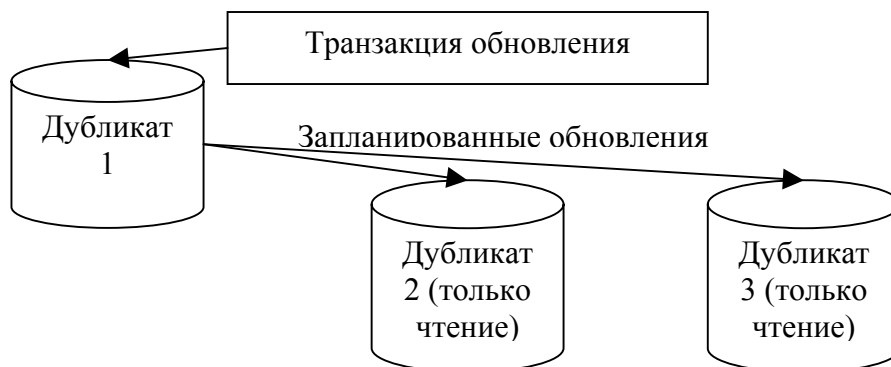 Транзакция обновления
Дубликат
1
Запланированные обновления
Дубликат
2 (только
чтение)
Дубликат
3 (только
чтение)